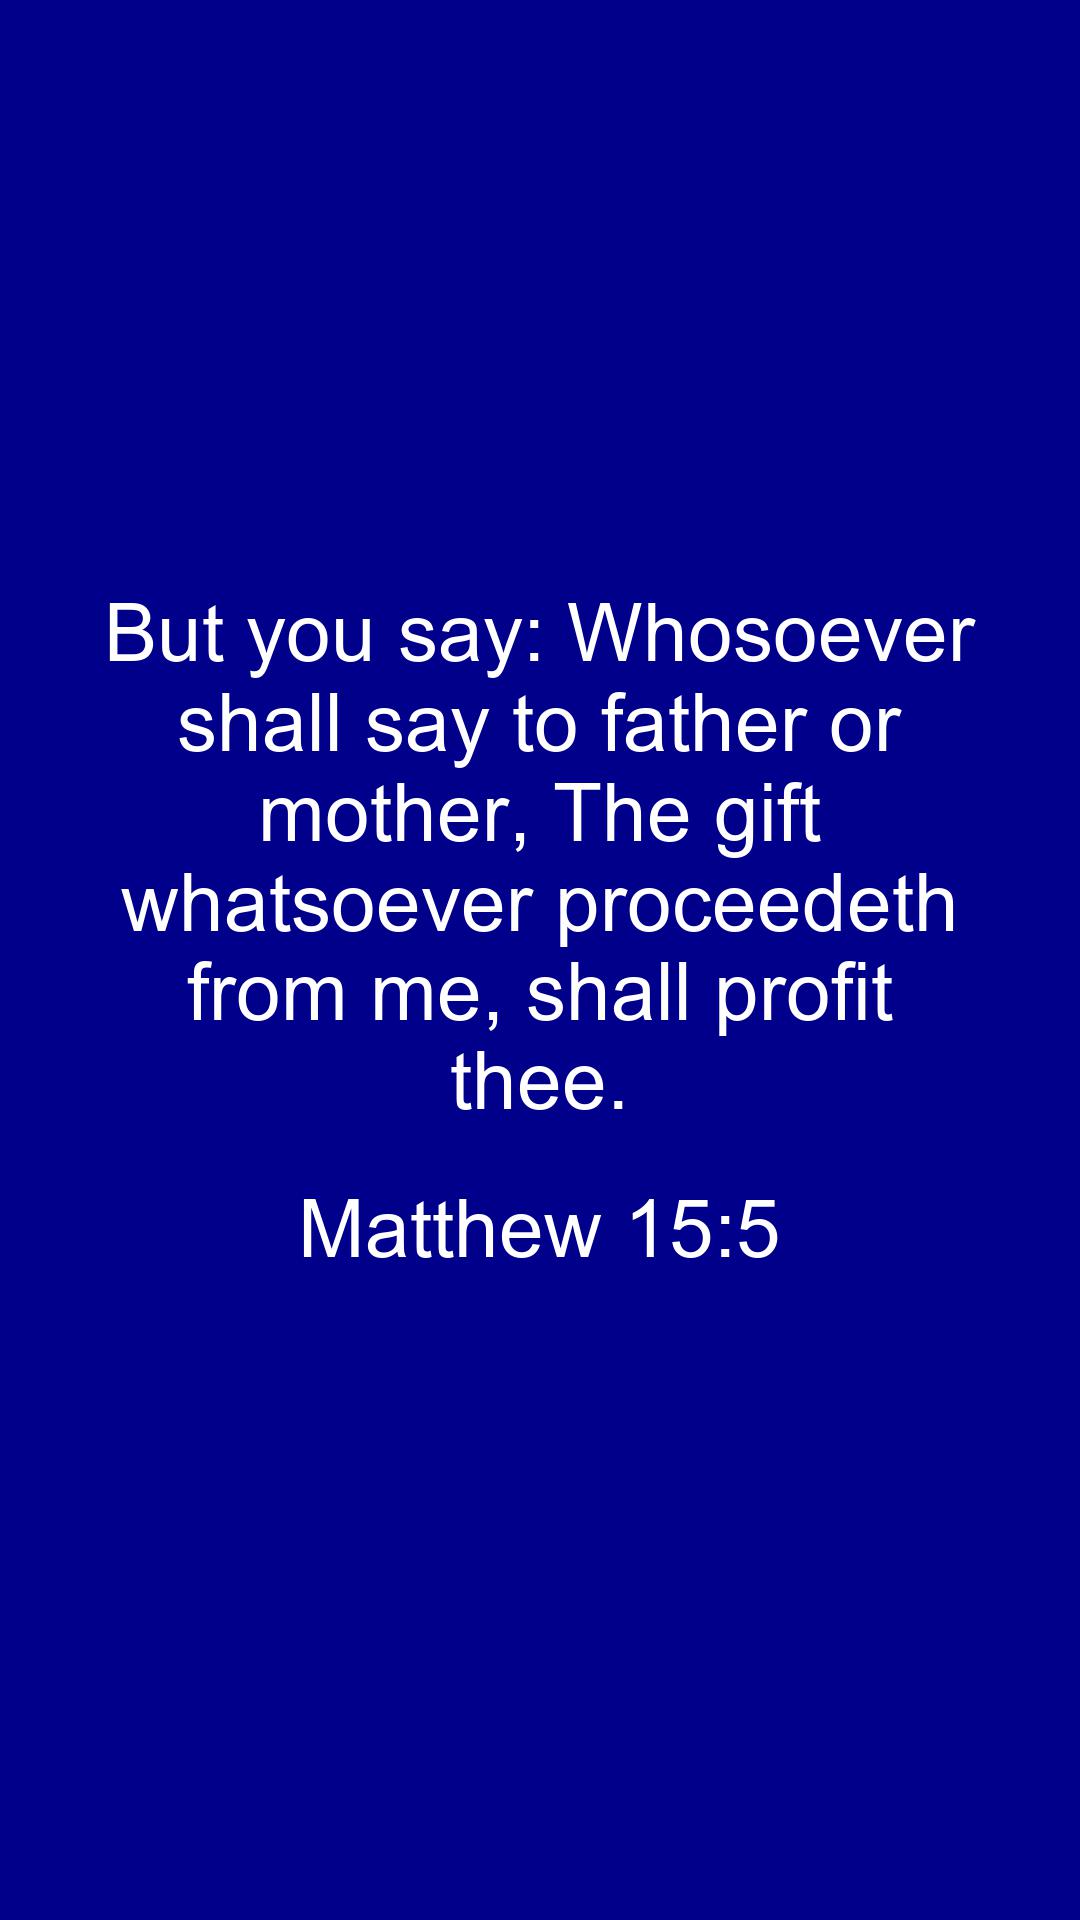 But you say: Whosoever
shall say to father or
mother, The gift
whatsoever proceedeth
from me, shall profit
thee.
Matthew 15:5